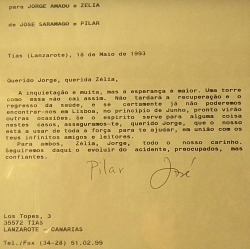 para JORGE AMADO e ZELIA
de JOSE SARAMAGO e PILAR
Tias (Lanzarote), 18 de Maio de 1993
Querido Jorge, querida Zélia,
A inquietação é muita, mas a esperança é maior. Uma torre
como essa não cai assim. Não tardará a recuperação e o
regresso da saúde, e se certamente já não poderemos
encontrar-nos em Lisboa, no princípio de Junho, pronto virão
outras ocasiões. Se o espírito serve para alguma coisa
nestes casos, asseguramos-te, querido Jorge, que o nosso
está a usar de toda a força para te ajudar, em união com os
teus infinitos amigos e leitores.
Para ambos, Zélia, Jorge, todo o nosso carinho.
Seguiremos daqui o evoluir do acidente, preocupados, mas
confiantes.
Pilar José
Los Topes, 3
35572 TIAS
LANZAROTE - CANARIAS
Tel./Fax (34-28) 51.02.99